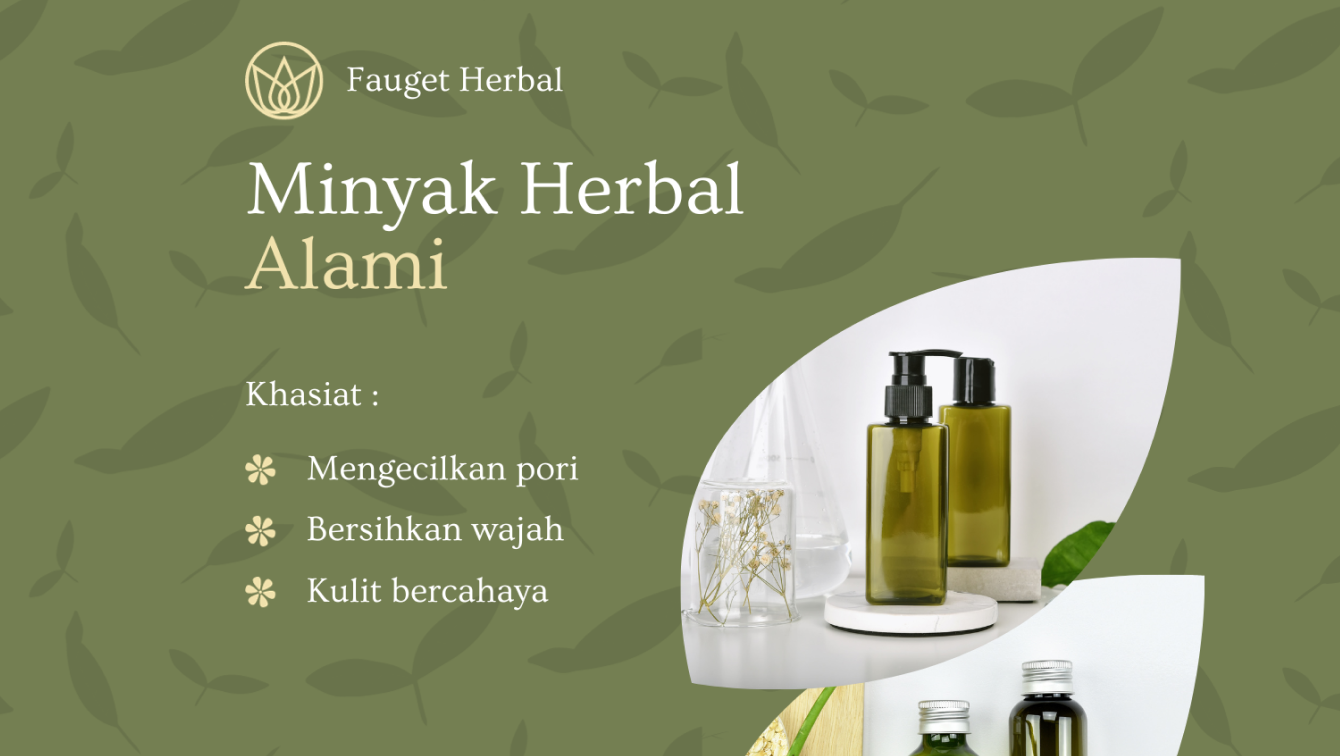 Fauget Herbal
Minyak Herbal
Alami
Khasiat :
Mengecilkan pori
Bersihkan wajah
Kulit bercahaya